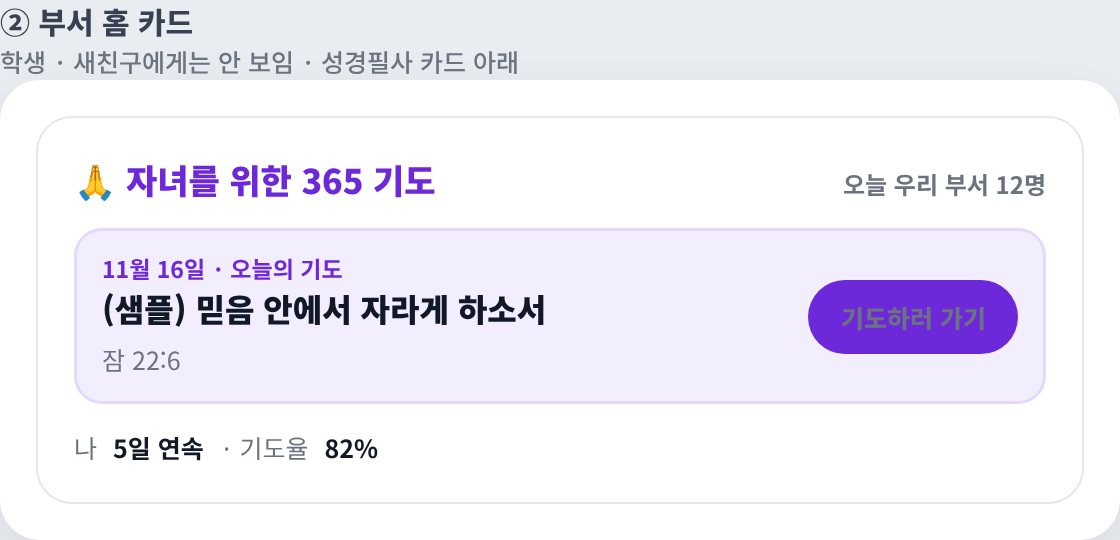 ② 부서 홈 카드
학생 · 새친구에게는 안 보임 · 성경필사 카드 아래
🙏 자녀를 위한 365 기도
오늘 우리 부서 12명
11월 16일 · 오늘의 기도
(샘플) 믿음 안에서 자라게 하소서
잠 22:6
기도하러 가기
나 5일 연속 · 기도율 82%